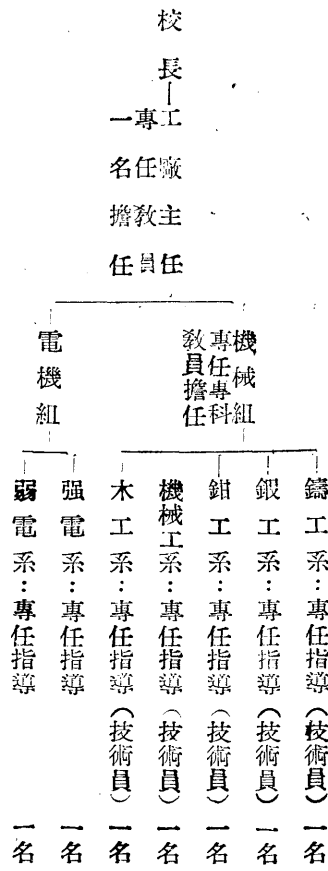 校長—工廠主任
專任教員
一名擔任
機械組
專任專科
敎員擔任
鑄工系：專任指導（技術員）一名
鍛工系：專任指導（技術員）一名
鉗工系：專任指導（技術員）一名
機械工系：專任指導（技術員）一名
木工系：專任指導（技術員）一名
電機組
强電系：專任指導一名
弱電系：專任指導一名